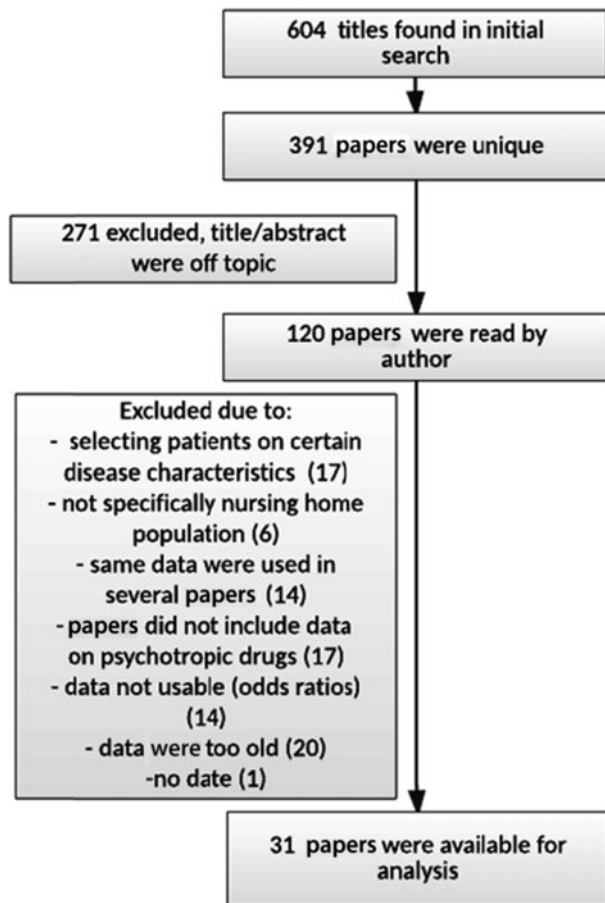 604 titles found in initial
search
391 papers were unique
271 excluded, title/abstract
were off topic
120 papers were read by
author
Excluded due to:
- selecting patients on certain
disease characteristics (17)
- not specifically nursing home
population (6)
- same data were used in
several papers (14)
- papers did not include data
on psychotropic drugs (17)
- data not usable (odds ratios)
(14)
- data were too old (20)
-no date (1)
31 papers were available for
analysis